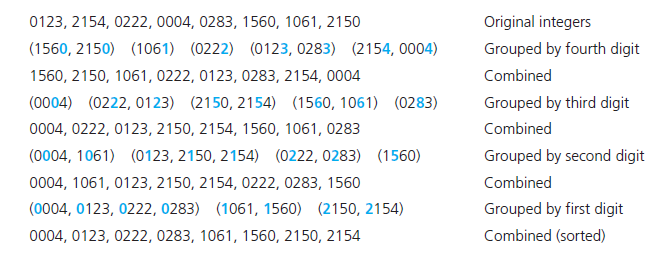 0123, 2154, 0222, 0004, 0283, 1560, 1061, 2150 Original integers
(1560, 2150) (1061) (0222) (0123, 0283) (2154, 0004) Grouped by fourth digit
1560, 2150, 1061, 0222, 0123, 0283, 2154, 0004 Combined
(0004) (0222, 0123) (2150, 2154) (1560, 1061) (0283) Grouped by third digit
0004, 0222, 0123, 2150, 2154, 1560, 1061, 0283 Combined
(0004, 1061) (0123, 2150, 2154) (0222, 0283) (1560) Grouped by second digit
0004, 1061, 0123, 2150, 2154, 0222, 0283, 1560 Combined
(0004, 0123, 0222, 0283) (1061, 1560) (2150, 2154) Grouped by first digit
0004, 0123, 0222, 0283, 1061, 1560, 2150, 2154 Combined (sorted)